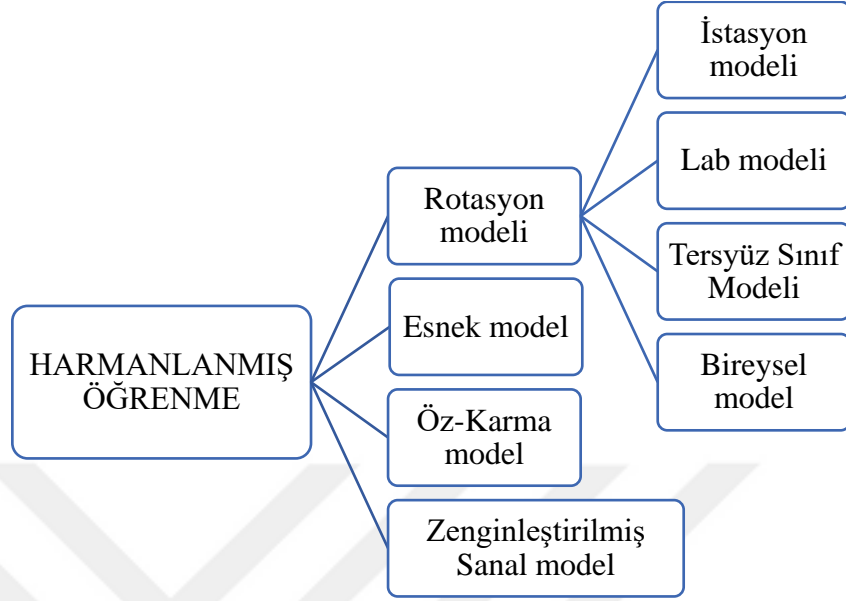 HARMANLANMIŞ
ÖĞRENME
Rotasyon
modeli
Esnek model
Öz-Karma
model
Zenginleştirilmiş
Sanal model
İstasyon
modeli
Lab modeli
Tersyüz Sınıf
Modeli
Bireysel
model